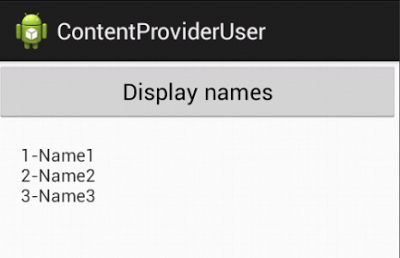 ContentProviderUser
Display names
1-Name1
2-Name2
3-Name3